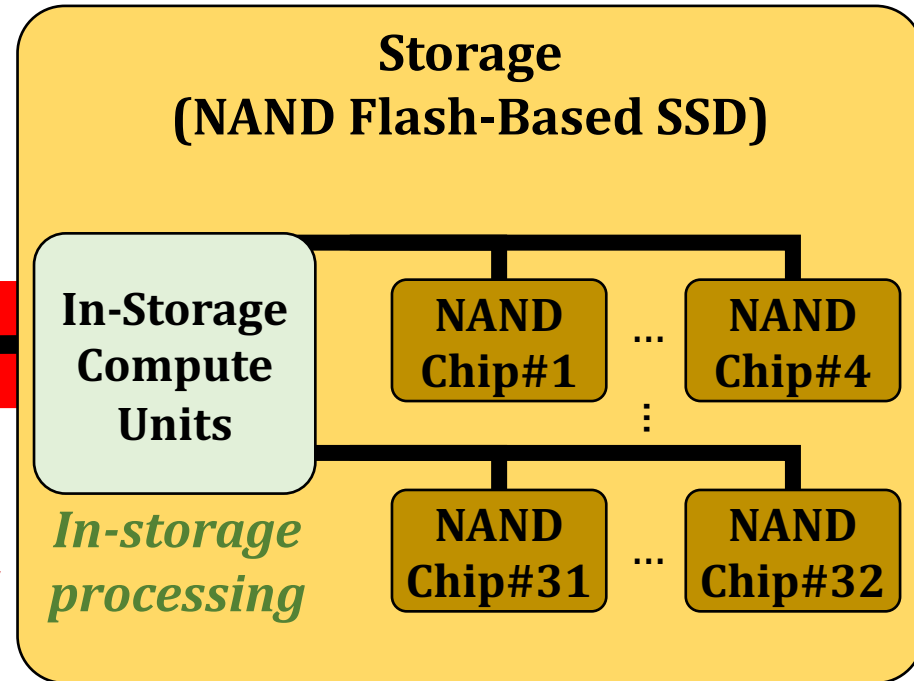 Storage
(NAND Flash-Based SSD)
In-Storage
Compute
Units
NAND
Chip#1
...
NAND
Chip#4
...
NAND
Chip#31
...
NAND
Chip#32
In-storage
processing